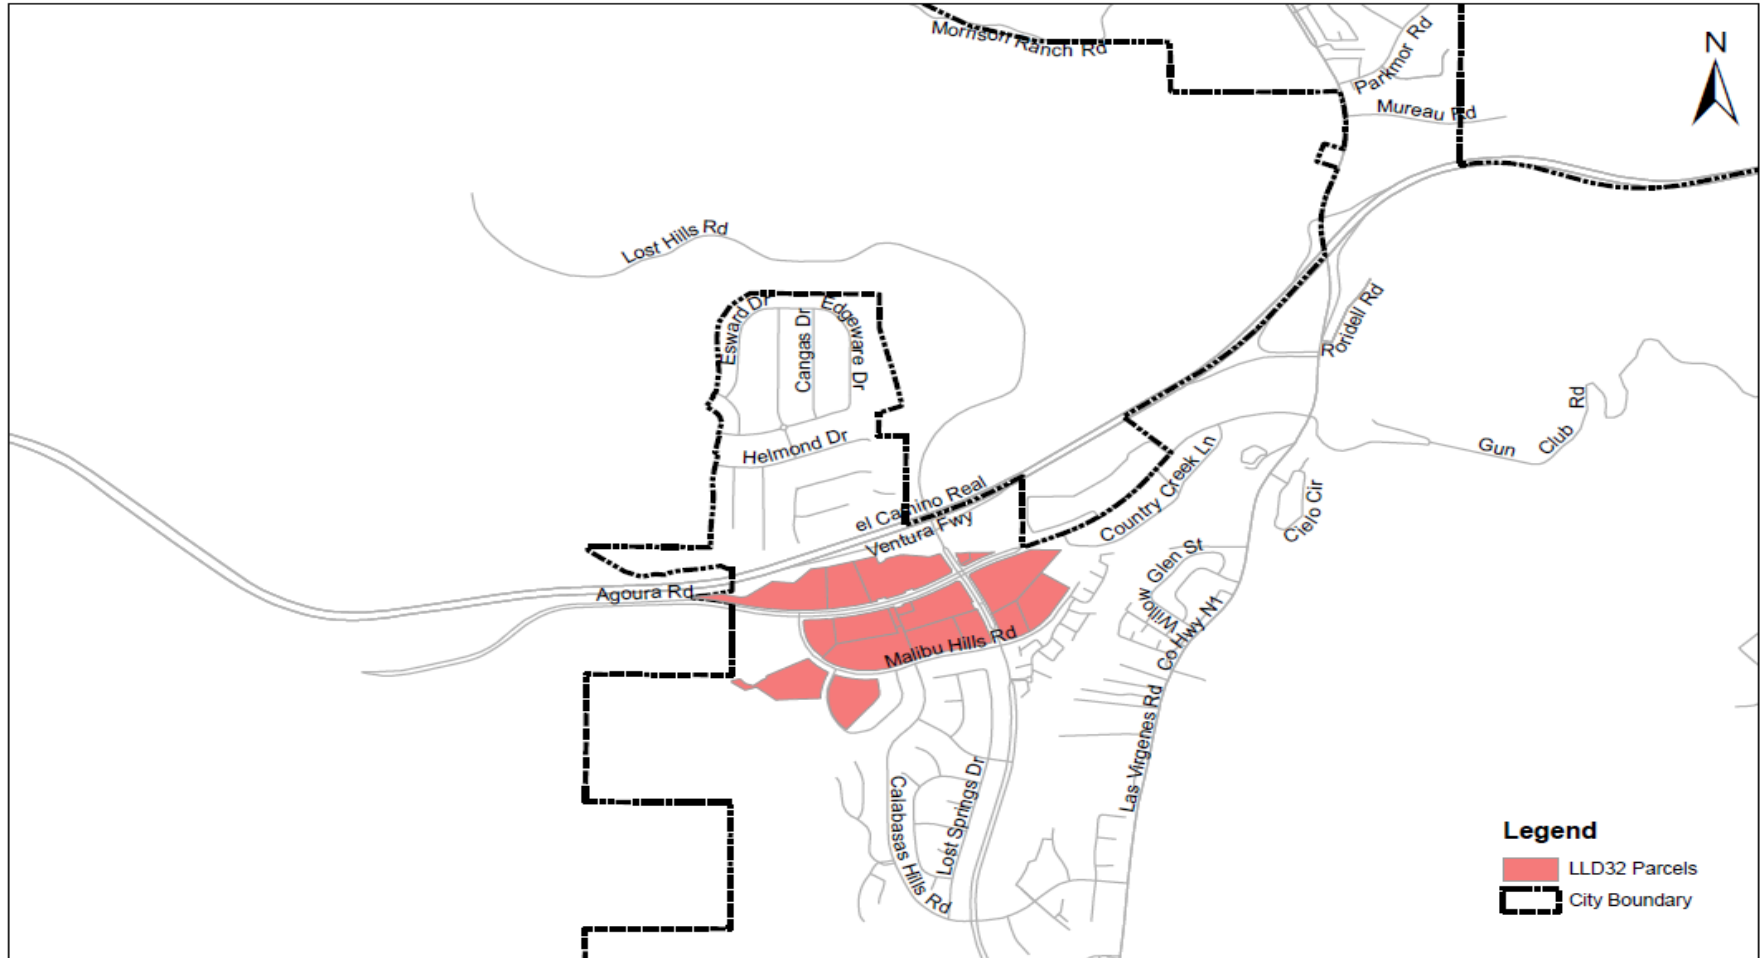 Morrison Ranch Rd
Parkmor Rd
N
Mureau Rd
Lost Hills Rd
Esward Dr
Cangas Dr
Edgeware Dr
Poridell Rd
Helmond Dr
Gun Club Rd
el Camino Real
Ventura Fwy
Country Creek Ln
Cielo Cir
Agoura Rd
Willow Glen St
Malibu Hills Rd
Co Hwy N1
Las Virgenes Rd
Calabasas Hills Rd
Lost Springs Dr
Legend
LLD32 Parcels
City Boundary